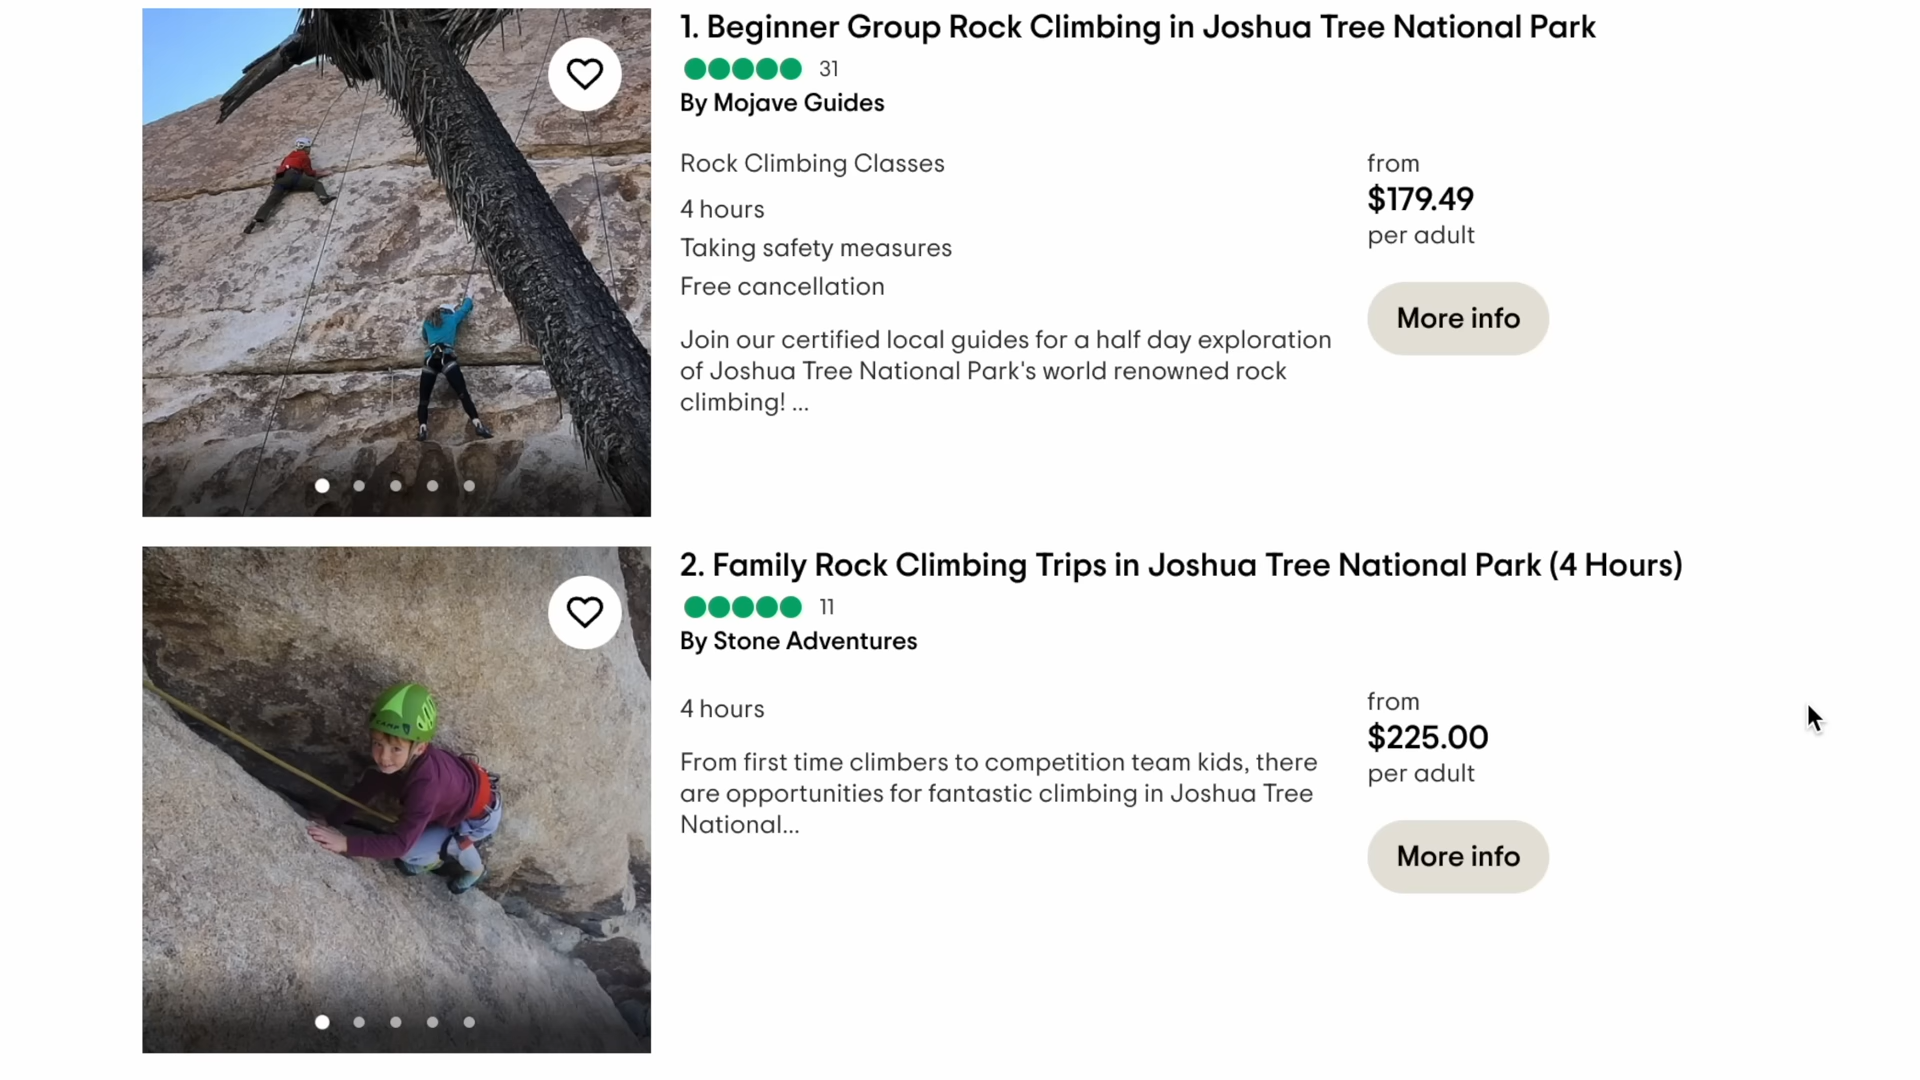 1. Beginner Group Rock Climbing in Joshua Tree National Park
31
By Mojave Guides
Rock Climbing Classes
4 hours
Taking safety measures
Free cancellation
Join our certified local guides for a half day exploration
of Joshua Tree National Park's world renowned rock
climbing! ...
from
$179.49
per adult
More info
2. Family Rock Climbing Trips in Joshua Tree National Park (4 Hours)
11
By Stone Adventures
4 hours
From first time climbers to competition team kids, there
are opportunities for fantastic climbing in Joshua Tree
National...
from
$225.00
per adult
More info
CAMP